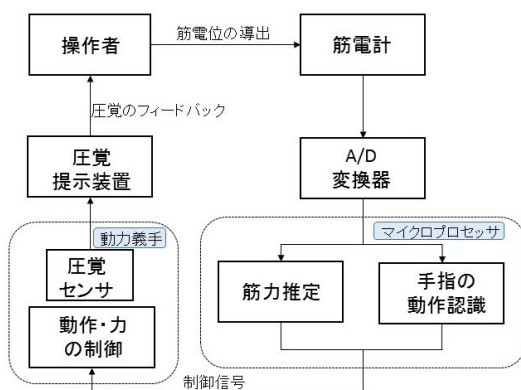 操作者
筋電位の導出
筋電計
圧覚のフィードバック
圧覚
提示装置
A/D
変換器
動力義手
マイクロプロセッサ
圧覚
センサ
筋力推定
手指の
動作認識
動作・力
の制御
制御信号